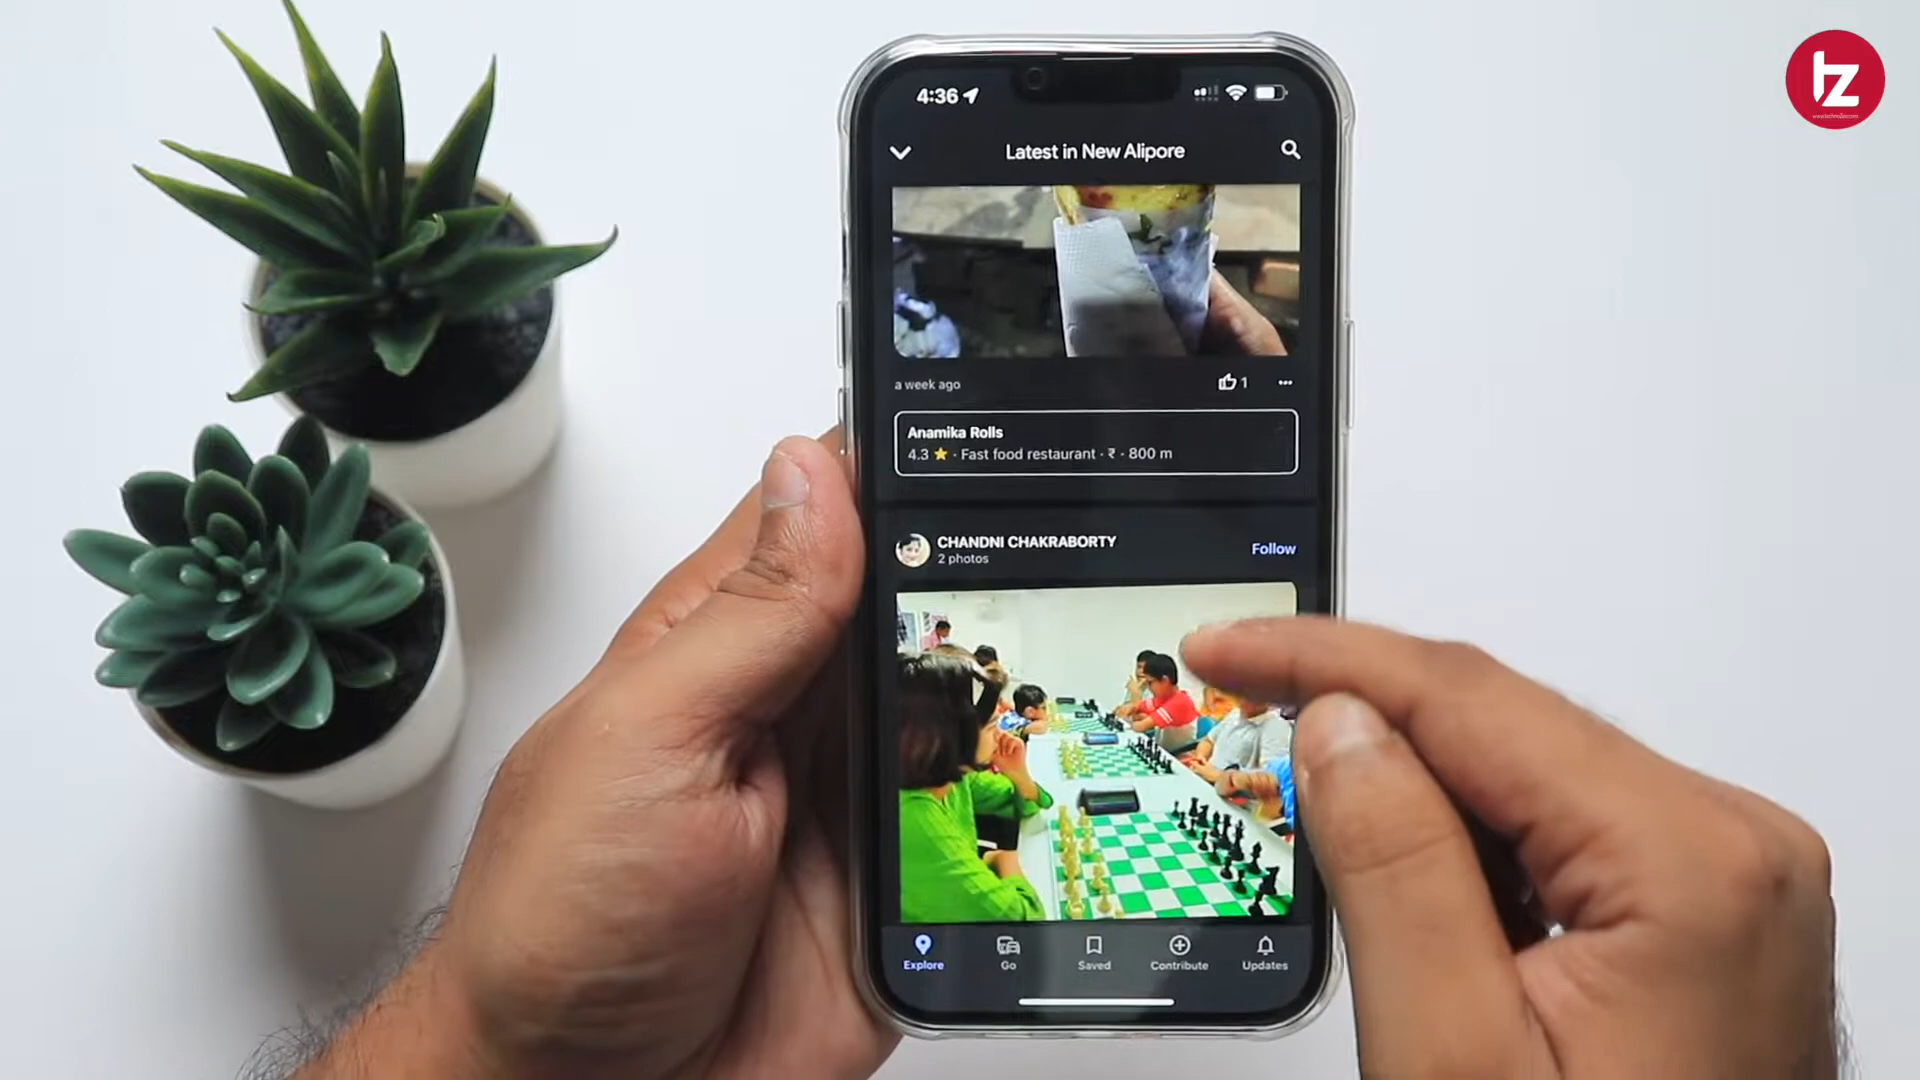 4:36
Latest in New Alipore
a week ago
1
Anamika Rolls
4.3 ★ · Fast food restaurant · ₹ · 800 m
CHANDNI CHAKRABORTY
2 photos
Follow
Explore
Go
Saved
Contribute
Updates
tz